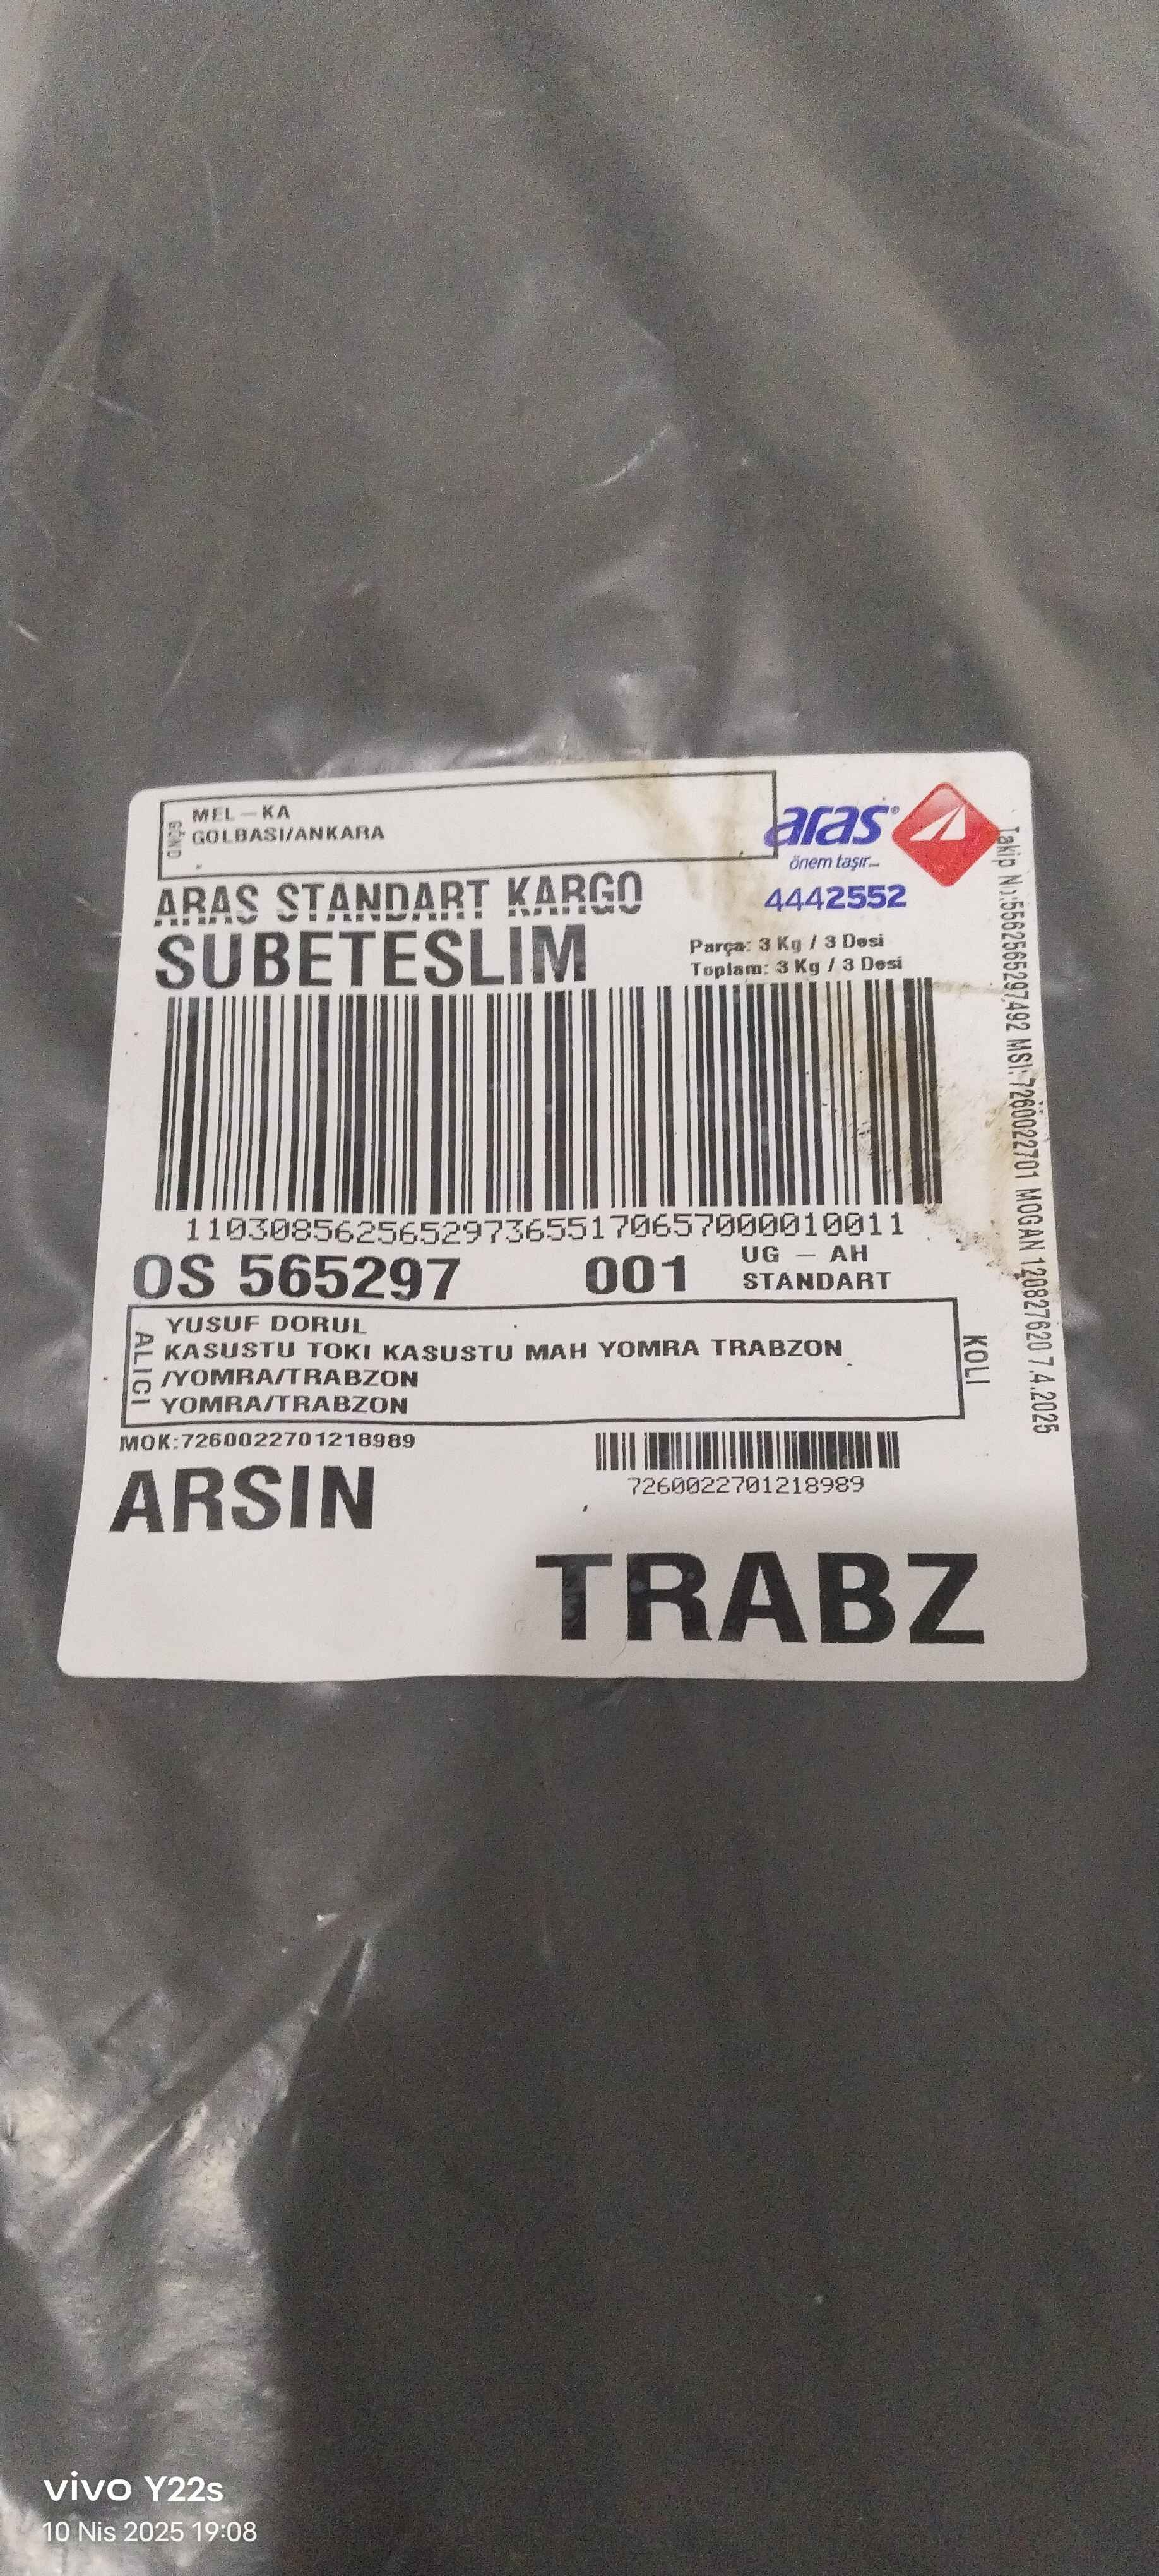 GÖND
MEL - KA
GOLBASI/ANKARA
aras
önem taşır...
4442552
ARAS STANDART KARGO
SUBETESLIM
Parça: 3 Kg / 3 Desi
Toplam: 3 Kg / 3 Desi
1103085625652973655170657000010011
OS 565297 001 UG - AH
STANDART
ALICI
YUSUF DORUL
KASUSTU TOKI KASUSTU MAH YOMRA TRABZON
/YOMRA/TRABZON
YOMRA/TRABZON
KOLI
Takip No:5562565297492 MSI:7260022701 MOGAN 120827620 7.4.2025
MOK:7260022701218989
7260022701218989
ARSIN
TRABZ
vivo Y22s
10 Nis 2025 19:08